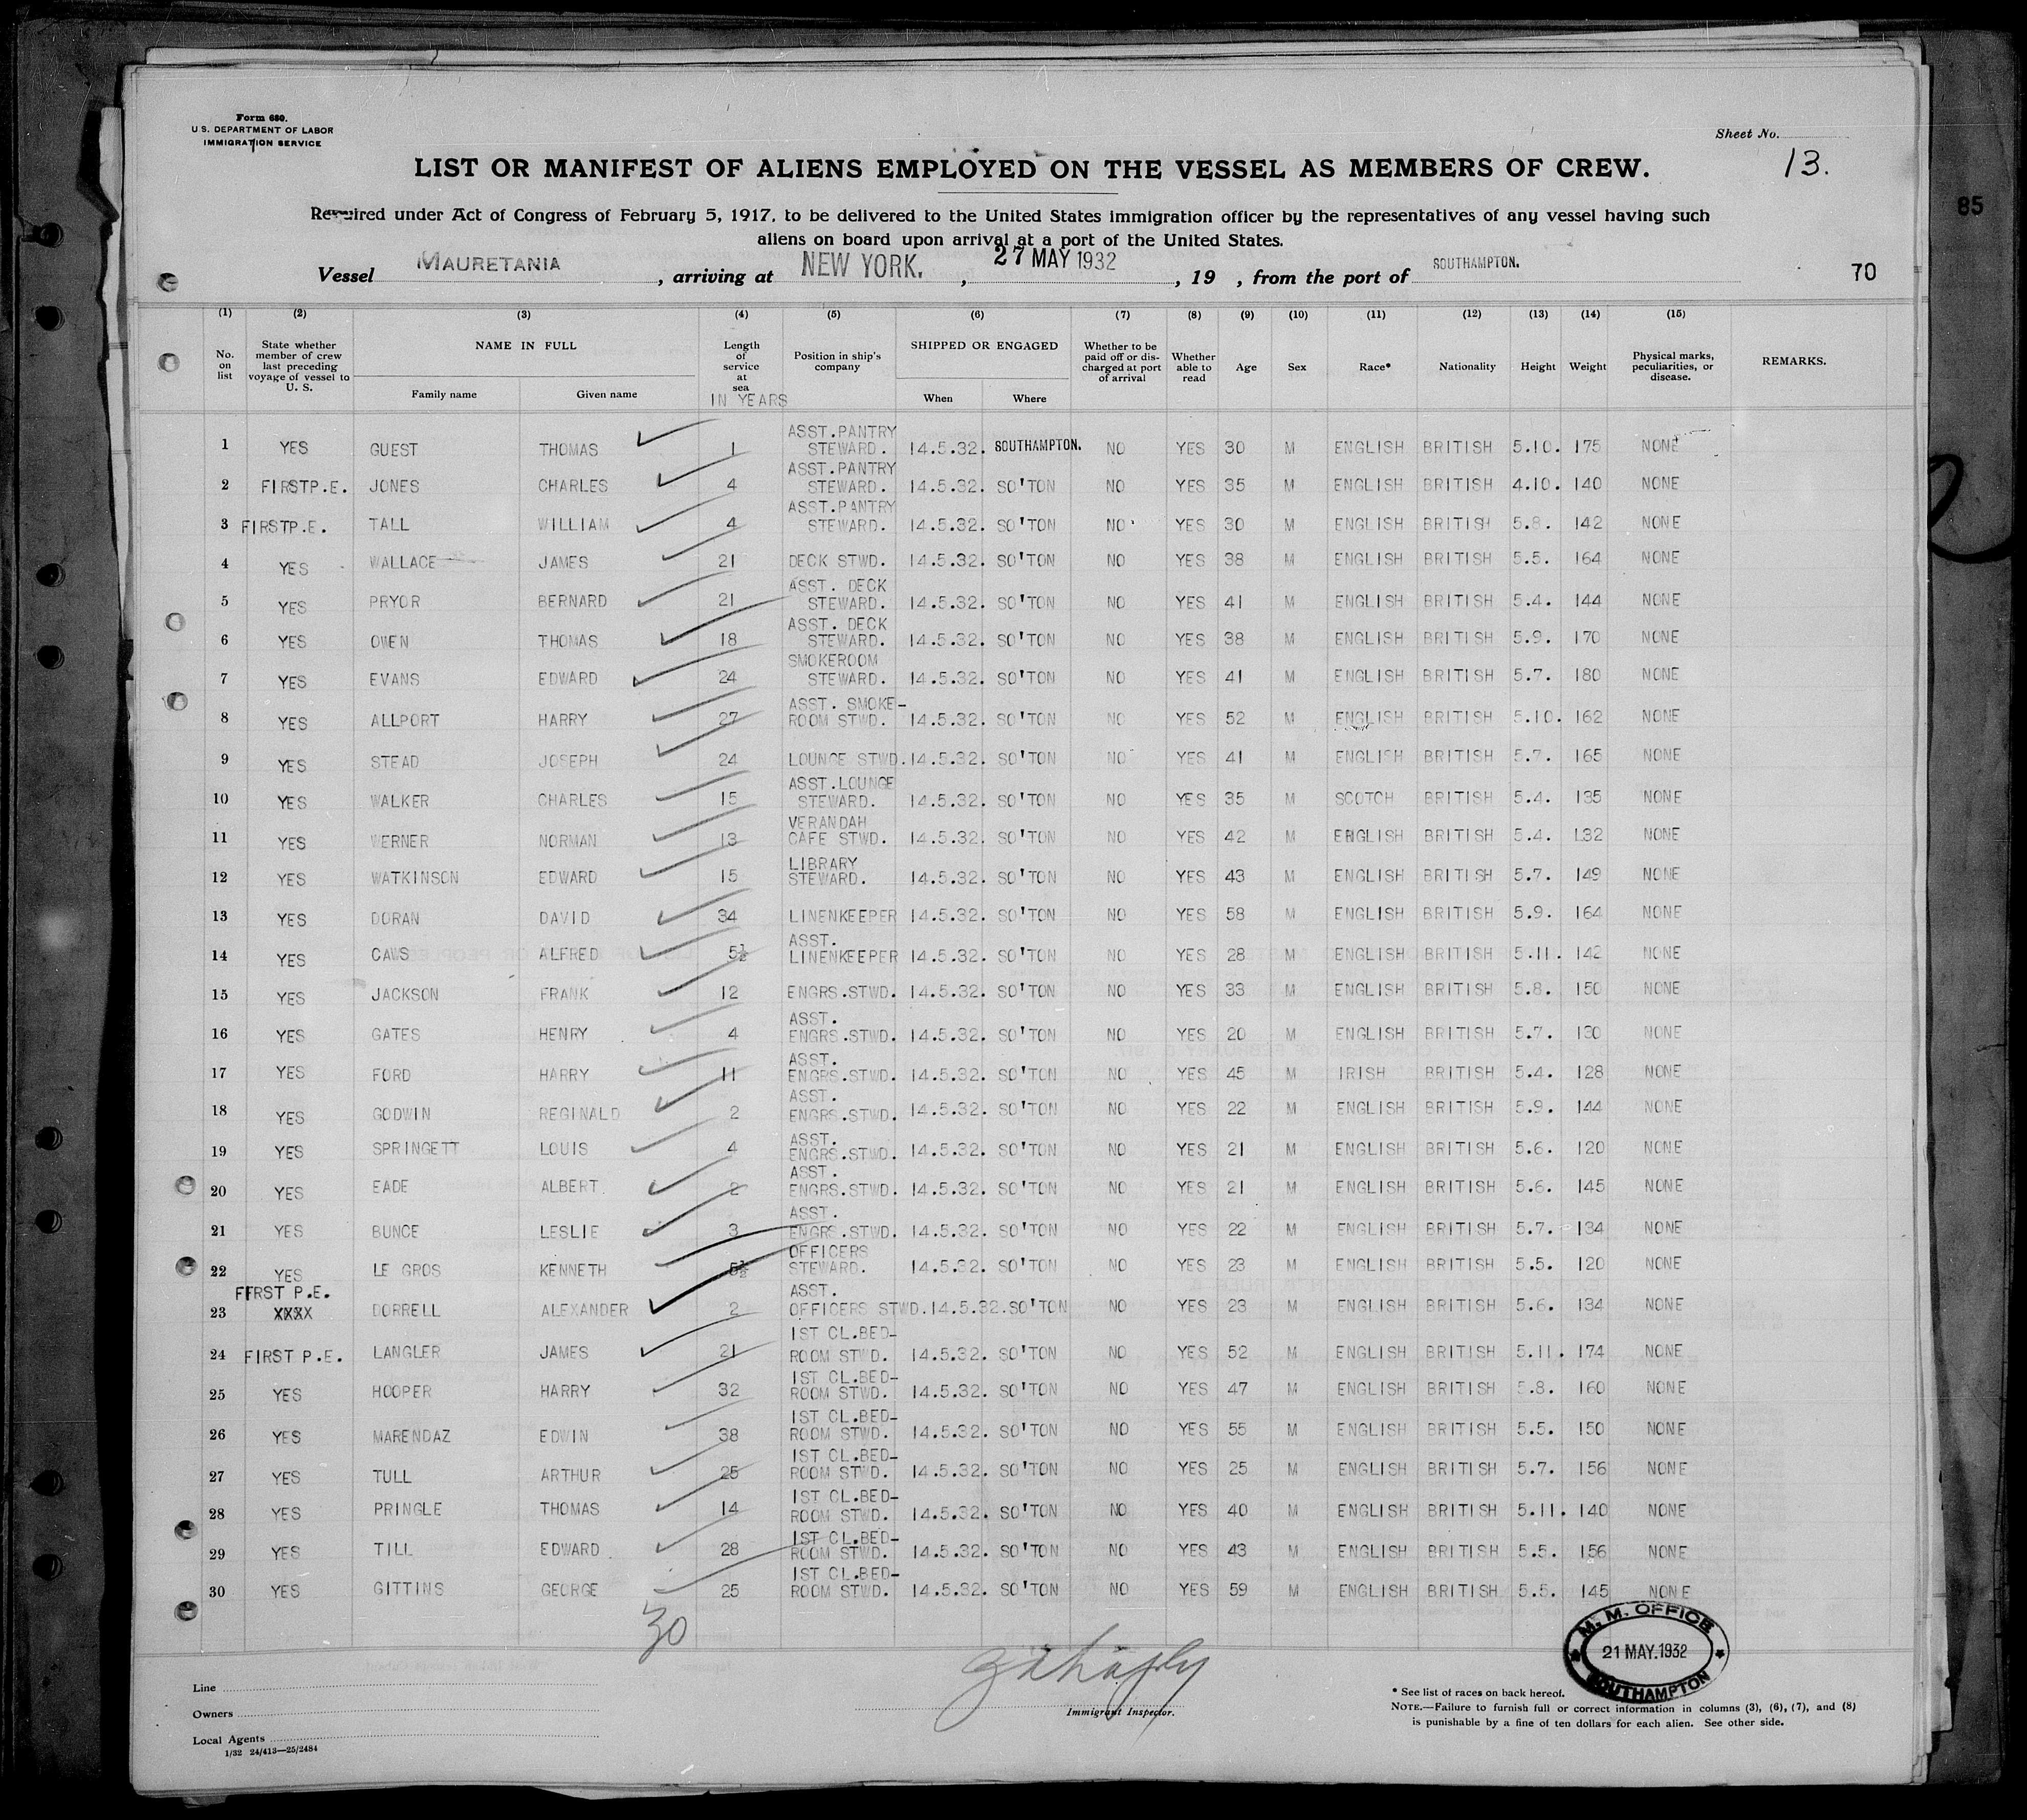 Form 680.
U. S. DEPARTMENT OF LABOR
IMMIGRATION SERVICE
Sheet No.
13.
LIST OR MANIFEST OF ALIENS EMPLOYED ON THE VESSEL AS MEMBERS OF CREW.
85
Required under Act of Congress of February 5, 1917, to be delivered to the United States immigration officer by the representatives of any vessel having such
aliens on board upon arrival at a port of the United States.
Vessel MAURETANIA, arriving at NEW YORK., 27 MAY 1932, 19 , from the port of SOUTHAMPTON.
70
(1) (2) (3) (4) (5) (6) (7) (8) (9) (10) (11) (12) (13) (14) (15)
No. on list
State whether member of crew last preceding voyage of vessel to U. S.
NAME IN FULL
Family name Given name
Length of service at sea
IN YEARS
Position in ship's company
SHIPPED OR ENGAGED
When Where
Whether to be paid off or discharged at port of arrival
Whether able to read
Age Sex Race* Nationality Height Weight
Physical marks, peculiarities, or disease.
REMARKS.
1 YES GUEST THOMAS 1 ASST.PANTRY STEWARD. 14.5.32. SOUTHAMPTON. NO YES 30 M ENGLISH BRITISH 5.10. 175 NONE
2 FIRSTP.E. JONES CHARLES 4 ASST.PANTRY STEWARD. 14.5.32. SO'TON NO YES 35 M ENGLISH BRITISH 4.10. 140 NONE
3 FIRSTP.E. TALL WILLIAM 4 ASST.PANTRY STEWARD. 14.5.32. SO'TON NO YES 30 M ENGLISH BRITISH 5.8. 142 NONE
4 YES WALLACE JAMES 21 DECK STWD. 14.5.32. SO'TON NO YES 38 M ENGLISH BRITISH 5.5. 164 NONE
5 YES PRYOR BERNARD 21 ASST. DECK STEWARD. 14.5.32. SO'TON NO YES 41 M ENGLISH BRITISH 5.4. 144 NONE
6 YES OWEN THOMAS 18 ASST. DECK STEWARD. 14.5.32. SO'TON NO YES 38 M ENGLISH BRITISH 5.9. 170 NONE
7 YES EVANS EDWARD 24 SMOKEROOM STEWARD. 14.5.32. SO'TON NO YES 41 M ENGLISH BRITISH 5.7. 180 NONE
8 YES ALLPORT HARRY 27 ASST. SMOKE-ROOM STWD. 14.5.32. SO'TON NO YES 52 M ENGLISH BRITISH 5.10. 162 NONE
9 YES STEAD JOSEPH 24 LOUNGE STWD. 14.5.32. SO'TON NO YES 41 M ENGLISH BRITISH 5.7. 165 NONE
10 YES WALKER CHARLES 15 ASST.LOUNGE STEWARD. 14.5.32. SO'TON NO YES 35 M SCOTCH BRITISH 5.4. 135 NONE
11 YES WERNER NORMAN 13 VERANDAH CAFE STWD. 14.5.32. SO'TON NO YES 42 M ENGLISH BRITISH 5.4. 132 NONE
12 YES WATKINSON EDWARD 15 LIBRARY STEWARD. 14.5.32. SO'TON NO YES 43 M ENGLISH BRITISH 5.7. 149 NONE
13 YES DORAN DAVID 34 LINENKEEPER 14.5.32. SO'TON NO YES 58 M ENGLISH BRITISH 5.9. 164 NONE
14 YES CAWS ALFRED 5½ ASST. LINENKEEPER 14.5.32. SO'TON NO YES 28 M ENGLISH BRITISH 5.11. 142 NONE
15 YES JACKSON FRANK 12 ENGRS.STWD. 14.5.32. SO'TON NO YES 33 M ENGLISH BRITISH 5.8. 150 NONE
16 YES GATES HENRY 4 ASST. ENGRS.STWD. 14.5.32. SO'TON NO YES 20 M ENGLISH BRITISH 5.7. 130 NONE
17 YES FORD HARRY 11 ASST. ENGRS.STWD. 14.5.32. SO'TON NO YES 45 M IRISH BRITISH 5.4. 128 NONE
18 YES GODWIN REGINALD 2 ASST. ENGRS.STWD. 14.5.32. SO'TON NO YES 22 M ENGLISH BRITISH 5.9. 144 NONE
19 YES SPRINGETT LOUIS 4 ASST. ENGRS.STWD. 14.5.32. SO'TON NO YES 21 M ENGLISH BRITISH 5.6. 120 NONE
20 YES EADE ALBERT 2 ASST. ENGRS.STWD. 14.5.32. SO'TON NO YES 21 M ENGLISH BRITISH 5.6. 145 NONE
21 YES BUNCE LESLIE 3 ASST. ENGRS.STWD. 14.5.32. SO'TON NO YES 22 M ENGLISH BRITISH 5.7. 134 NONE
22 YES LE GROS KENNETH 5½ OFFICERS STEWARD. 14.5.32. SO'TON NO YES 23 M ENGLISH BRITISH 5.5. 120 NONE
23 FIRST P.E. XXXX DORRELL ALEXANDER 2 ASST. OFFICERS STWD. 14.5.32. SO'TON NO YES 23 M ENGLISH BRITISH 5.6. 134 NONE
24 FIRST P.E. LANGLER JAMES 21 1ST CL.BED-ROOM STWD. 14.5.32. SO'TON NO YES 52 M ENGLISH BRITISH 5.11. 174 NONE
25 YES HOOPER HARRY 32 1ST CL.BED-ROOM STWD. 14.5.32. SO'TON NO YES 47 M ENGLISH BRITISH 5.8. 160 NONE
26 YES MARENDAZ EDWIN 38 1ST CL.BED-ROOM STWD. 14.5.32. SO'TON NO YES 55 M ENGLISH BRITISH 5.5. 150 NONE
27 YES TULL ARTHUR 25 1ST CL.BED-ROOM STWD. 14.5.32. SO'TON NO YES 25 M ENGLISH BRITISH 5.7. 156 NONE
28 YES PRINGLE THOMAS 14 1ST CL.BED-ROOM STWD. 14.5.32. SO'TON NO YES 40 M ENGLISH BRITISH 5.11. 140 NONE
29 YES TILL EDWARD 28 1ST CL.BED-ROOM STWD. 14.5.32. SO'TON NO YES 43 M ENGLISH BRITISH 5.5. 156 NONE
30 YES GITTINS GEORGE 25 1ST CL.BED-ROOM STWD. 14.5.32. SO'TON NO YES 59 M ENGLISH BRITISH 5.5. 145 NONE
30
M. M. OFFICE
21 MAY.1932
SOUTHAMPTON
Line
Owners
Local Agents
1/32 24/413—25/2484
Immigrant Inspector.
* See list of races on back hereof.
NOTE.—Failure to furnish full or correct information in columns (3), (6), (7), and (8)
is punishable by a fine of ten dollars for each alien. See other side.